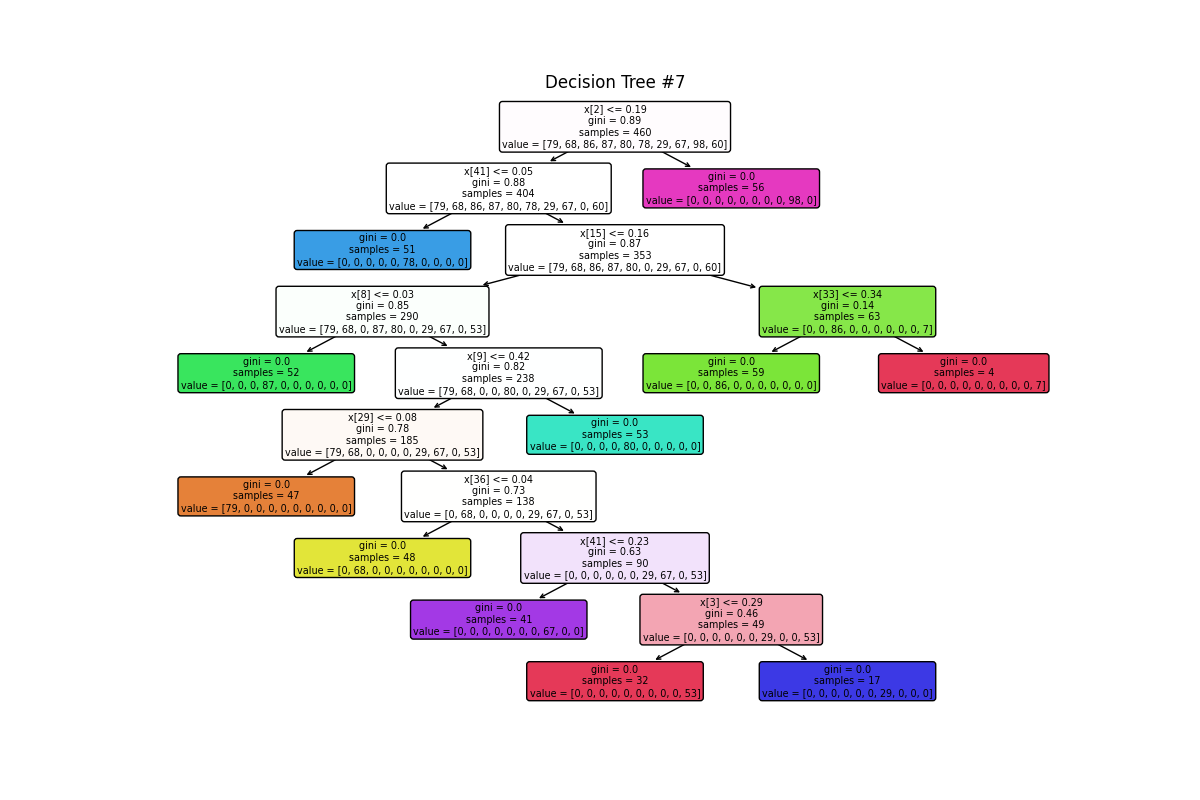 Decision Tree #7
x[2] <= 0.19
gini = 0.89
samples = 460
value = [79, 68, 86, 87, 80, 78, 29, 67, 98, 60]
x[41] <= 0.05
gini = 0.88
samples = 404
value = [79, 68, 86, 87, 80, 78, 29, 67, 0, 60]
gini = 0.0
samples = 56
value = [0, 0, 0, 0, 0, 0, 0, 0, 98, 0]
gini = 0.0
samples = 51
value = [0, 0, 0, 0, 0, 78, 0, 0, 0, 0]
x[15] <= 0.16
gini = 0.87
samples = 353
value = [79, 68, 86, 87, 80, 0, 29, 67, 0, 60]
x[8] <= 0.03
gini = 0.85
samples = 290
value = [79, 68, 0, 87, 80, 0, 29, 67, 0, 53]
x[33] <= 0.34
gini = 0.14
samples = 63
value = [0, 0, 86, 0, 0, 0, 0, 0, 0, 7]
gini = 0.0
samples = 52
value = [0, 0, 0, 87, 0, 0, 0, 0, 0, 0]
x[9] <= 0.42
gini = 0.82
samples = 238
value = [79, 68, 0, 0, 80, 0, 29, 67, 0, 53]
gini = 0.0
samples = 59
value = [0, 0, 86, 0, 0, 0, 0, 0, 0, 0]
gini = 0.0
samples = 4
value = [0, 0, 0, 0, 0, 0, 0, 0, 0, 7]
x[29] <= 0.08
gini = 0.78
samples = 185
value = [79, 68, 0, 0, 0, 0, 29, 67, 0, 53]
gini = 0.0
samples = 53
value = [0, 0, 0, 0, 80, 0, 0, 0, 0, 0]
gini = 0.0
samples = 47
value = [79, 0, 0, 0, 0, 0, 0, 0, 0, 0]
x[36] <= 0.04
gini = 0.73
samples = 138
value = [0, 68, 0, 0, 0, 0, 29, 67, 0, 53]
gini = 0.0
samples = 48
value = [0, 68, 0, 0, 0, 0, 0, 0, 0, 0]
x[41] <= 0.23
gini = 0.63
samples = 90
value = [0, 0, 0, 0, 0, 0, 29, 67, 0, 53]
gini = 0.0
samples = 41
value = [0, 0, 0, 0, 0, 0, 0, 67, 0, 0]
x[3] <= 0.29
gini = 0.46
samples = 49
value = [0, 0, 0, 0, 0, 0, 29, 0, 0, 53]
gini = 0.0
samples = 32
value = [0, 0, 0, 0, 0, 0, 0, 0, 0, 53]
gini = 0.0
samples = 17
value = [0, 0, 0, 0, 0, 0, 29, 0, 0, 0]